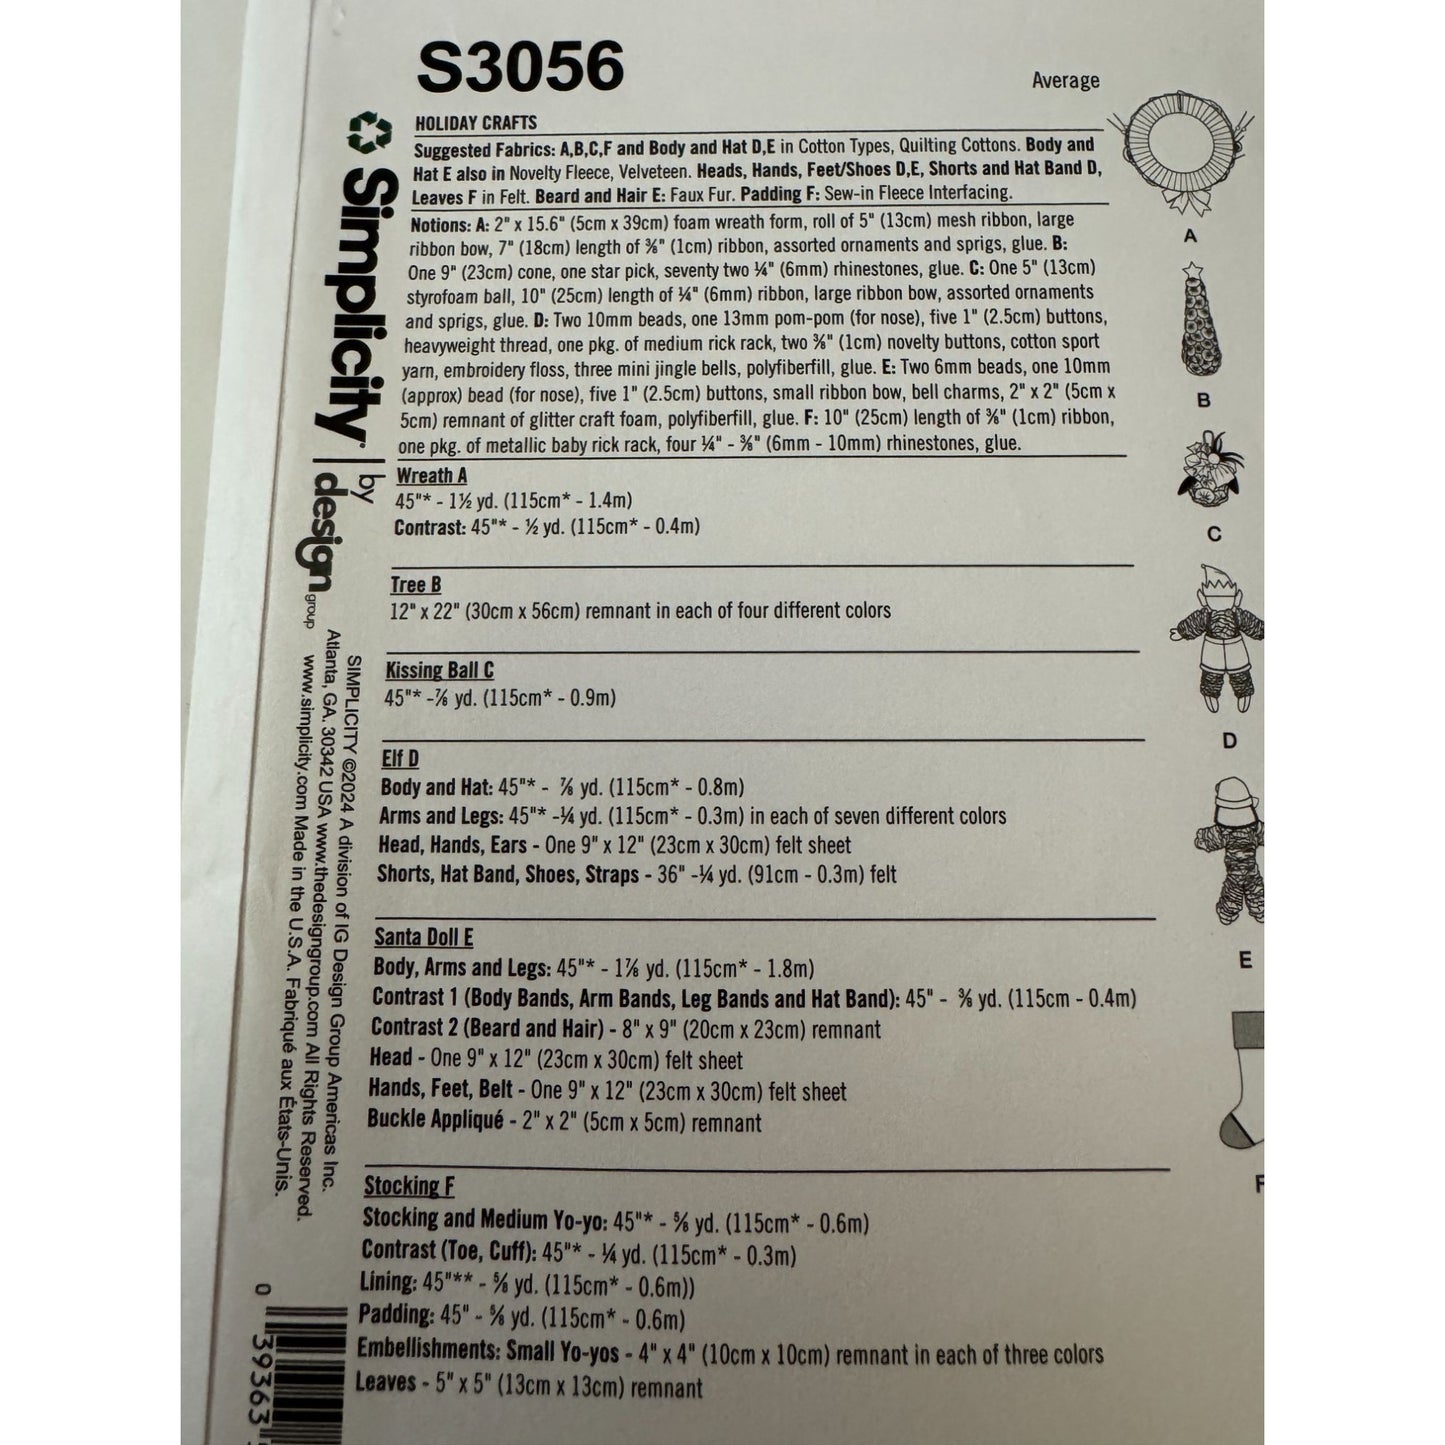 S3056
Average
HOLIDAY CRAFTS
Suggested Fabrics: A,B,C,F and Body and Hat D,E in Cotton Types, Quilting Cottons. Body and
Hat E also in Novelty Fleece, Velveteen. Heads, Hands, Feet/Shoes D,E, Shorts and Hat Band D,
Leaves F in Felt. Beard and Hair E: Faux Fur. Padding F: Sew-in Fleece Interfacing.
Notions: A: 2" x 15.6" (5cm x 39cm) foam wreath form, roll of 5" (13cm) mesh ribbon, large
ribbon bow, 7" (18cm) length of ⅜" (1cm) ribbon, assorted ornaments and sprigs, glue. B:
One 9" (23cm) cone, one star pick, seventy two ¼" (6mm) rhinestones, glue. C: One 5" (13cm)
styrofoam ball, 10" (25cm) length of ¼" (6mm) ribbon, large ribbon bow, assorted ornaments
and sprigs, glue. D: Two 10mm beads, one 13mm pom-pom (for nose), five 1" (2.5cm) buttons,
heavyweight thread, one pkg. of medium rick rack, two ⅜" (1cm) novelty buttons, cotton sport
yarn, embroidery floss, three mini jingle bells, polyfiberfill, glue. E: Two 6mm beads, one 10mm
(approx) bead (for nose), five 1" (2.5cm) buttons, small ribbon bow, bell charms, 2" x 2" (5cm x
5cm) remnant of glitter craft foam, polyfiberfill, glue. F: 10" (25cm) length of ⅜" (1cm) ribbon,
one pkg. of metallic baby rick rack, four ¼" - ⅜" (6mm - 10mm) rhinestones, glue.
Wreath A
45"* - 1½ yd. (115cm* - 1.4m)
Contrast: 45"* - ½ yd. (115cm* - 0.4m)
Tree B
12" x 22" (30cm x 56cm) remnant in each of four different colors
Kissing Ball C
45"* -⅞ yd. (115cm* - 0.9m)
Elf D
Body and Hat: 45"* - ⅞ yd. (115cm* - 0.8m)
Arms and Legs: 45"* -¼ yd. (115cm* - 0.3m) in each of seven different colors
Head, Hands, Ears - One 9" x 12" (23cm x 30cm) felt sheet
Shorts, Hat Band, Shoes, Straps - 36" -¼ yd. (91cm - 0.3m) felt
Santa Doll E
Body, Arms and Legs: 45"* - 1⅞ yd. (115cm* - 1.8m)
Contrast 1 (Body Bands, Arm Bands, Leg Bands and Hat Band): 45" - ⅜ yd. (115cm - 0.4m)
Contrast 2 (Beard and Hair) - 8" x 9" (20cm x 23cm) remnant
Head - One 9" x 12" (23cm x 30cm) felt sheet
Hands, Feet, Belt - One 9" x 12" (23cm x 30cm) felt sheet
Buckle Appliqué - 2" x 2" (5cm x 5cm) remnant
Stocking F
Stocking and Medium Yo-yo: 45"* - ⅝ yd. (115cm* - 0.6m)
Contrast (Toe, Cuff): 45"* - ¼ yd. (115cm* - 0.3m)
Lining: 45"** - ⅝ yd. (115cm* - 0.6m))
Padding: 45" - ⅝ yd. (115cm* - 0.6m)
Embellishments: Small Yo-yos - 4" x 4" (10cm x 10cm) remnant in each of three colors
Leaves - 5" x 5" (13cm x 13cm) remnant
A
B
C
D
E
F
Simplicity
by
design
group
SIMPLICITY ©2024 A division of IG Design Group Americas Inc.
Atlanta, GA. 30342 USA www.thedesigngroup.com All Rights Reserved.
www.simplicity.com Made in the U.S.A. Fabriqué aux États-Unis.
0
39363